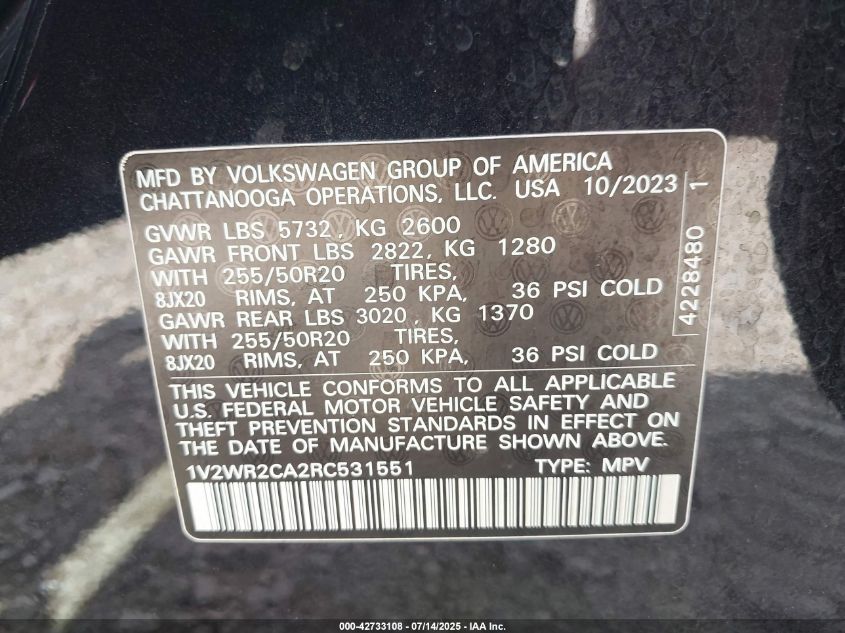 MFD BY VOLKSWAGEN GROUP OF AMERICA
CHATTANOOGA OPERATIONS, LLC. USA 10/2023
GVWR LBS 5732, KG 2600
GAWR FRONT LBS 2822, KG 1280
WITH 255/50R20 TIRES,
8JX20 RIMS, AT 250 KPA, 36 PSI COLD
GAWR REAR LBS 3020, KG 1370
WITH 255/50R20 TIRES,
8JX20 RIMS, AT 250 KPA, 36 PSI COLD
THIS VEHICLE CONFORMS TO ALL APPLICABLE
U.S. FEDERAL MOTOR VEHICLE SAFETY AND
THEFT PREVENTION STANDARDS IN EFFECT ON
THE DATE OF MANUFACTURE SHOWN ABOVE.
1V2WR2CA2RC531551 TYPE: MPV
4228480 1
000-42733108 - 07/14/2025 - IAA Inc.